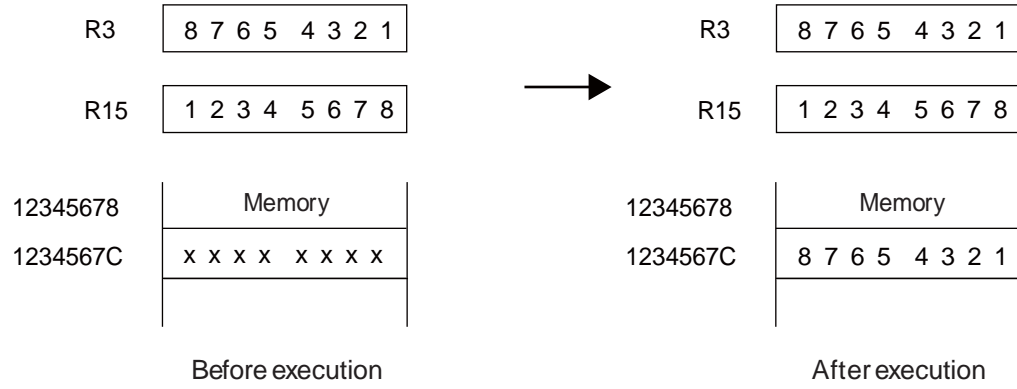 R3 8 7 6 5 4 3 2 1 R3 8 7 6 5 4 3 2 1
R15 1 2 3 4 5 6 7 8 R15 1 2 3 4 5 6 7 8
12345678 Memory 12345678 Memory
1234567C x x x x x x x x 1234567C 8 7 6 5 4 3 2 1
Before execution After execution